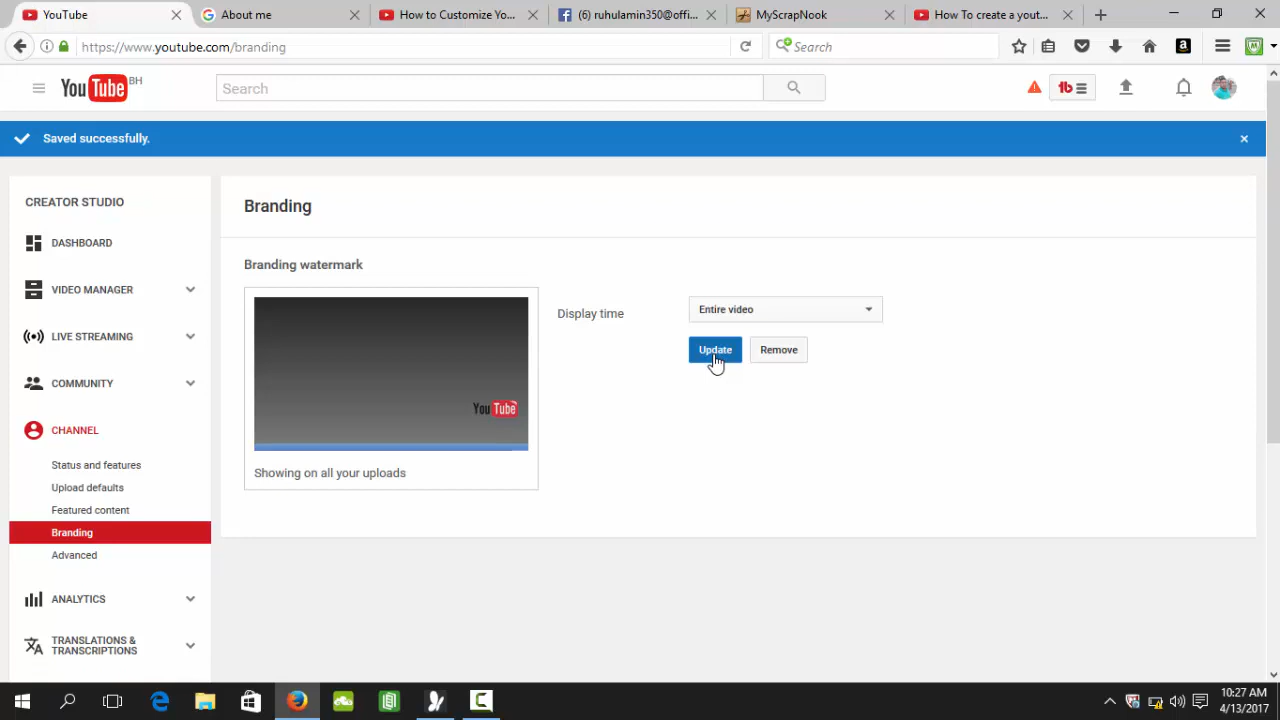 YouTube
About me
How to Customize Yo...
(6) ruhulamin350@offi...
MyScrapNook
How To create a yout...
https://www.youtube.com/branding
Search
YouTube BH
Search
Saved successfully.
CREATOR STUDIO
DASHBOARD
VIDEO MANAGER
LIVE STREAMING
COMMUNITY
CHANNEL
Status and features
Upload defaults
Featured content
Branding
Advanced
ANALYTICS
TRANSLATIONS &
TRANSCRIPTIONS
Branding
Branding watermark
YouTube
Showing on all your uploads
Display time
Entire video
Update
Remove
10:27 AM
4/13/2017